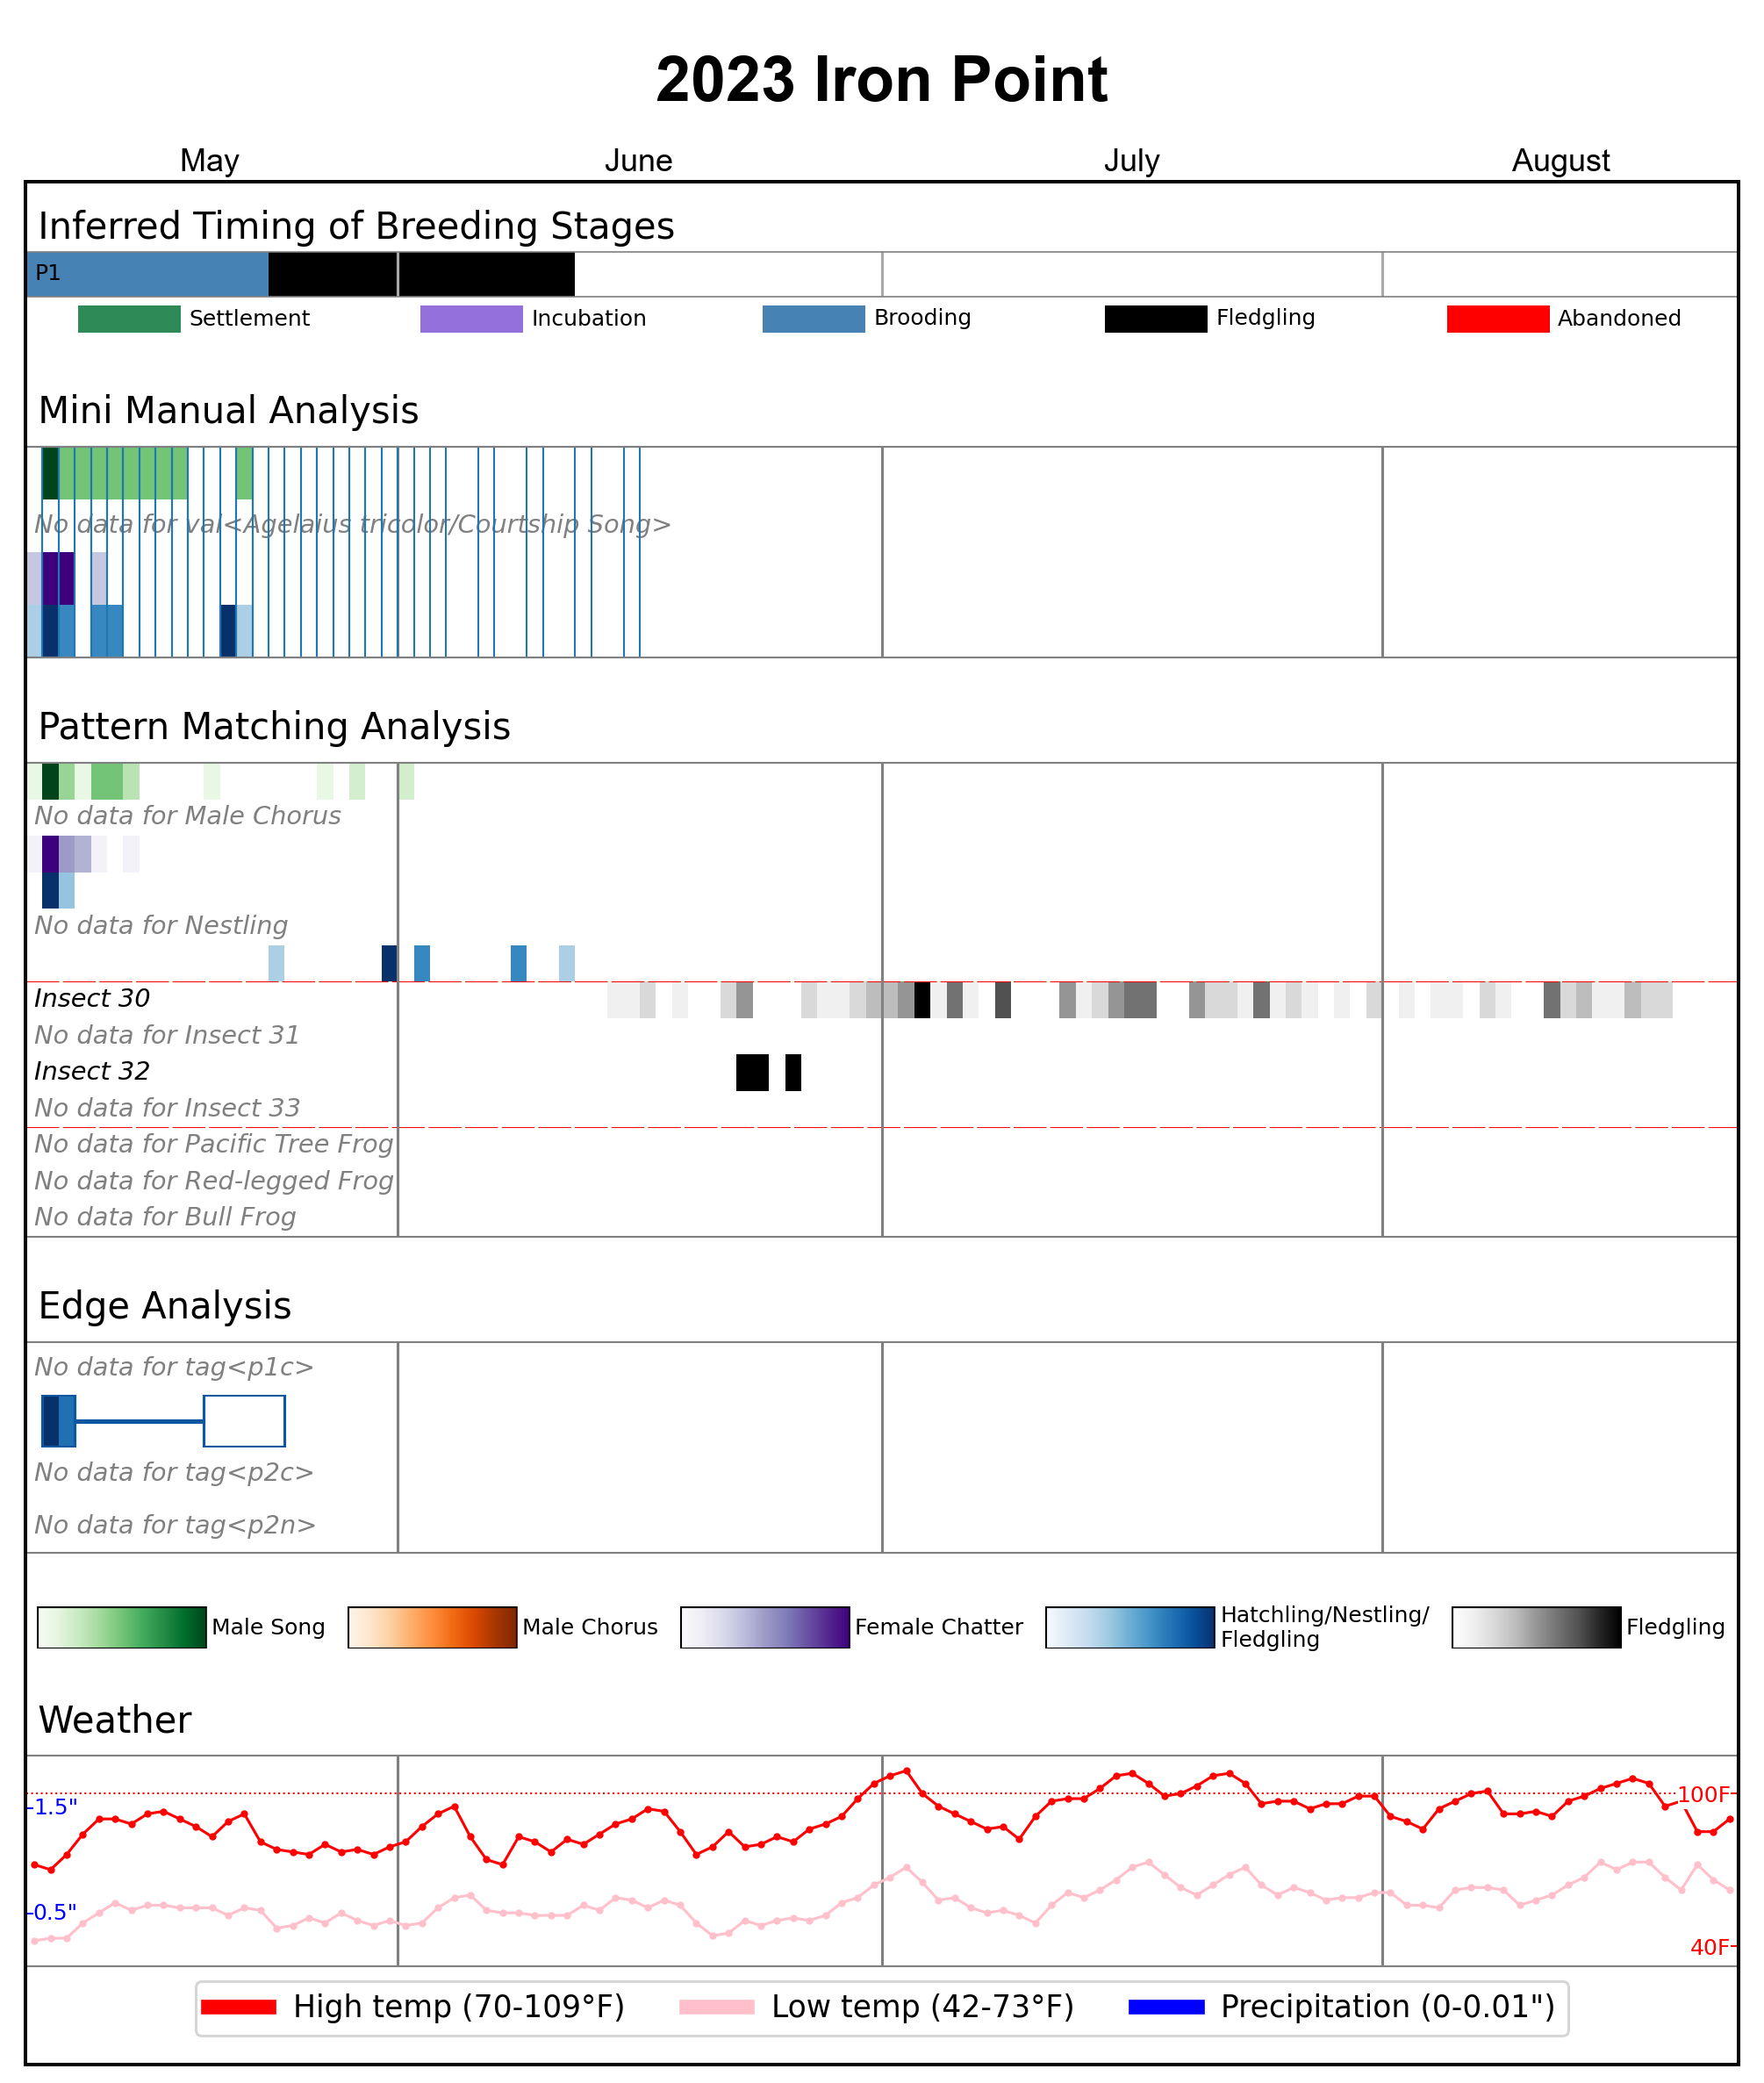 2023 Iron Point
May June July August
Inferred Timing of Breeding Stages
P1
Settlement Incubation Brooding Fledgling Abandoned
Mini Manual Analysis
No data for val<Agelaius tricolor/Courtship Song>
Pattern Matching Analysis
No data for Male Chorus
No data for Nestling
Insect 30
No data for Insect 31
Insect 32
No data for Insect 33
No data for Pacific Tree Frog
No data for Red-legged Frog
No data for Bull Frog
Edge Analysis
No data for tag<p1c>
No data for tag<p2c>
No data for tag<p2n>
Male Song Male Chorus Female Chatter Hatchling/Nestling/
Fledgling Fledgling
Weather
1.5" 100F
0.5"
40F
High temp (70-109°F) Low temp (42-73°F) Precipitation (0-0.01")